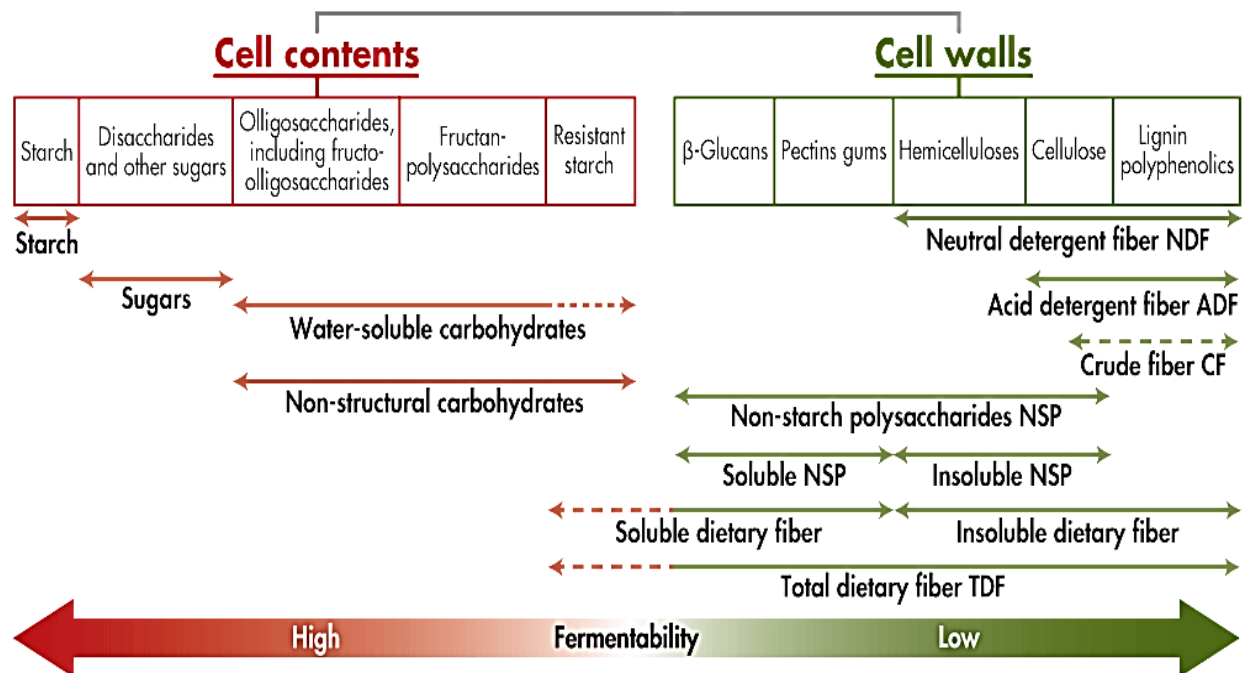 Cell contents
Cell walls
Starch
Disaccharides
and other sugars
Olligosaccharides,
including fructo-
olligosaccharides
Fructan-
polysaccharides
Resistant
starch
β-Glucans
Pectins gums
Hemicelluloses
Cellulose
Lignin
polyphenolics
Starch
Neutral detergent fiber NDF
Sugars
Acid detergent fiber ADF
Water-soluble carbohydrates
Crude fiber CF
Non-structural carbohydrates
Non-starch polysaccharides NSP
Soluble NSP
Insoluble NSP
Soluble dietary fiber
Insoluble dietary fiber
Total dietary fiber TDF
High
Fermentability
Low